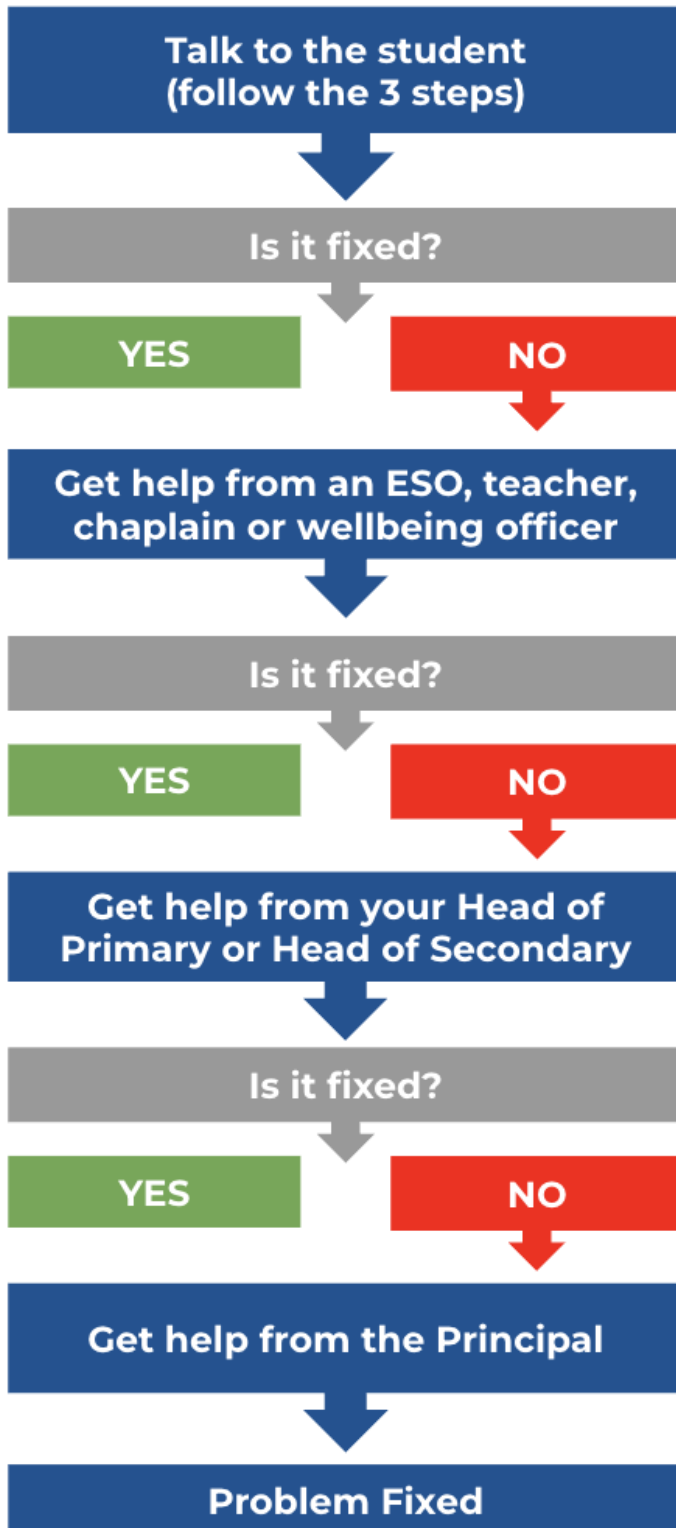 Talk to the student
(follow the 3 steps)
Is it fixed?
YES
NO
Get help from an ESO, teacher,
chaplain or wellbeing officer
Is it fixed?
YES
NO
Get help from your Head of
Primary or Head of Secondary
Is it fixed?
YES
NO
Get help from the Principal
Problem Fixed